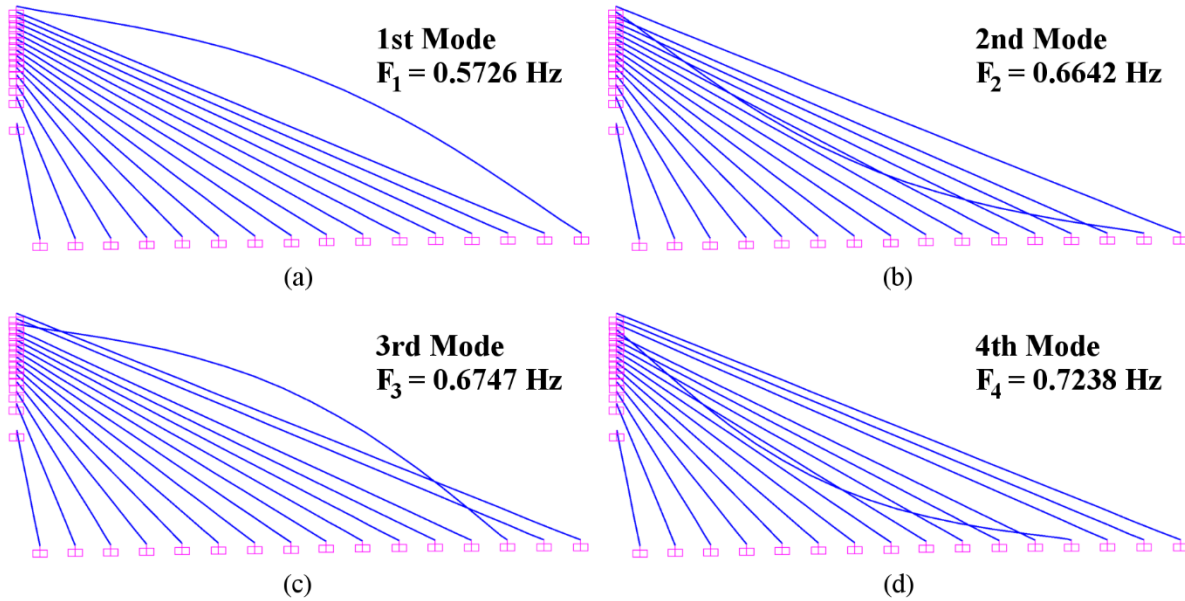 1st Mode
F₁ = 0.5726 Hz
2nd Mode
F₂ = 0.6642 Hz
(a)
(b)
3rd Mode
F₃ = 0.6747 Hz
4th Mode
F₄ = 0.7238 Hz
(c)
(d)